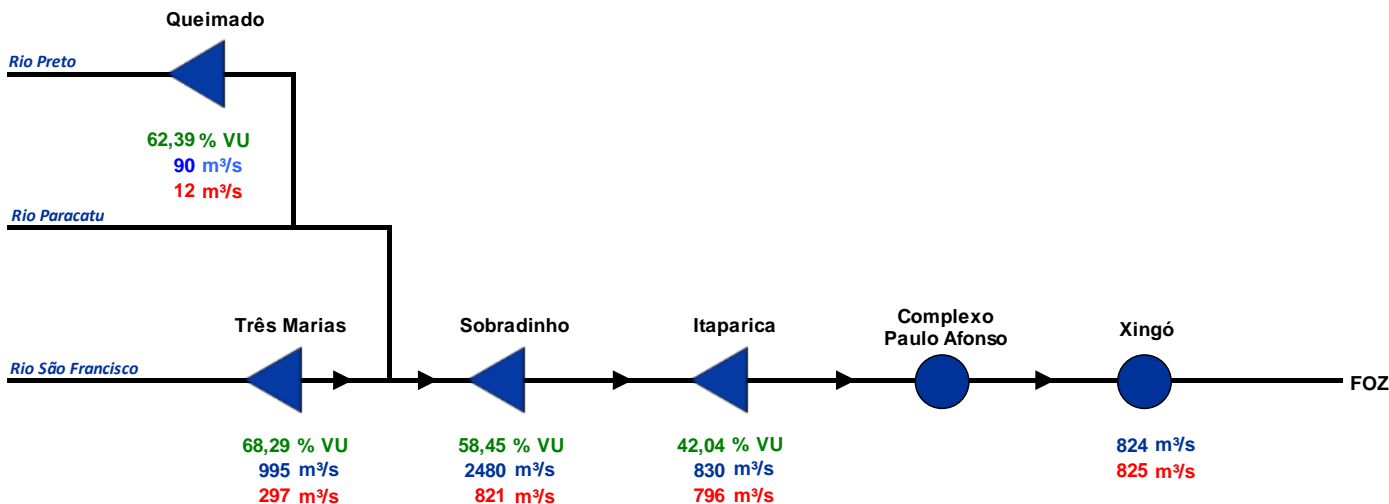 Queimado
Rio Preto
62,39 % VU
90 m³/s
12 m³/s
Rio Paracatu
Três Marias
Sobradinho
Itaparica
Complexo
Paulo Afonso
Xingó
Rio São Francisco
FOZ
68,29 % VU
995 m³/s
297 m³/s
58,45 % VU
2480 m³/s
821 m³/s
42,04 % VU
830 m³/s
796 m³/s
824 m³/s
825 m³/s